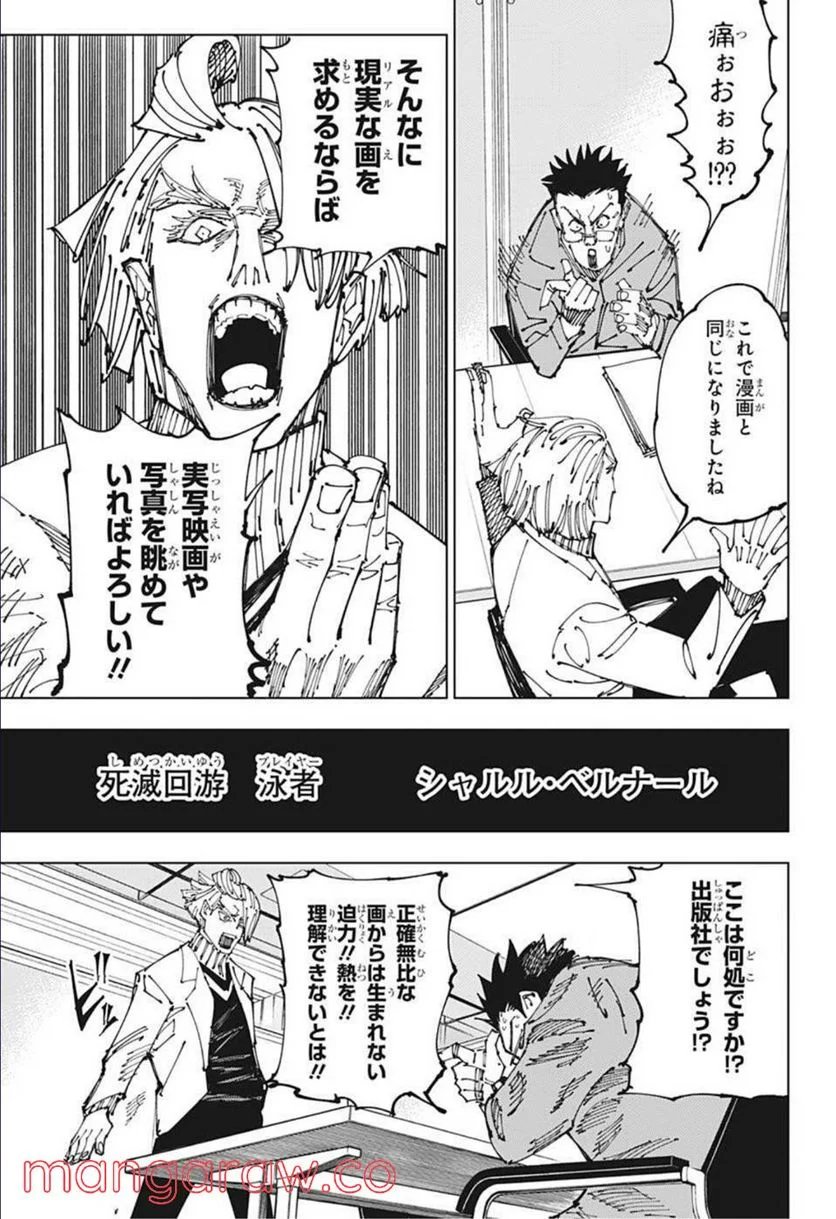 痛ぉおぉぉ!??
これで漫画と
同じになりましたね
そんなに
現実な画を
求めるならば
実写映画や
写真を眺めて
いればよろしい!!
死滅回游 泳者 シャルル・ベルナール
ここは何処ですか!?
出版社でしょう!?
正確無比な
画からは生まれない
迫力!!熱を!!
理解できないとは!!
mangaraw.co